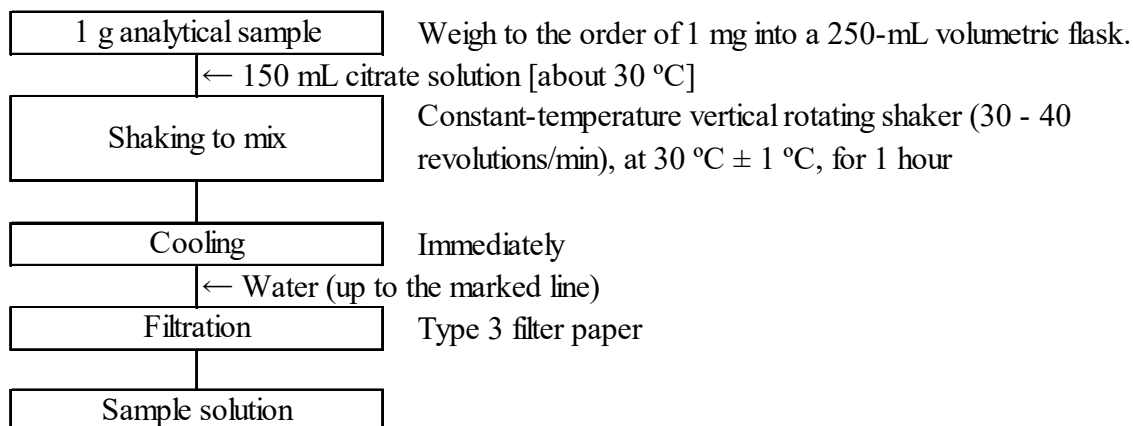 1 g analytical sample Weigh to the order of 1 mg into a 250-mL volumetric flask.
← 150 mL citrate solution [about 30 ºC]
Shaking to mix
Constant-temperature vertical rotating shaker (30 - 40
revolutions/min), at 30 ºC ± 1 ºC, for 1 hour
Cooling Immediately
← Water (up to the marked line)
Filtration Type 3 filter paper
Sample solution